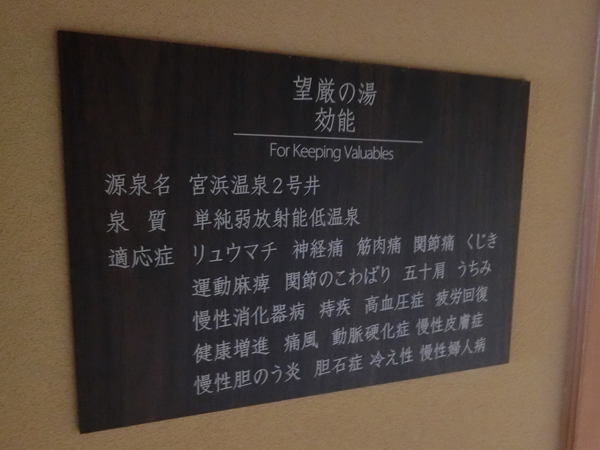 望厳の湯
効能
For Keeping Valuables
源泉名 宮浜温泉2号井
泉質 単純弱放射能低温泉
適応症 リュウマチ 神経痛 筋肉痛 関節痛 くじき
運動麻痺 関節のこわばり 五十肩 うちみ
慢性消化器病 痔疾 高血圧症 疲労回復
健康増進 痛風 動脈硬化症 慢性皮膚症
慢性胆のう炎 胆石症 冷え性 慢性婦人病